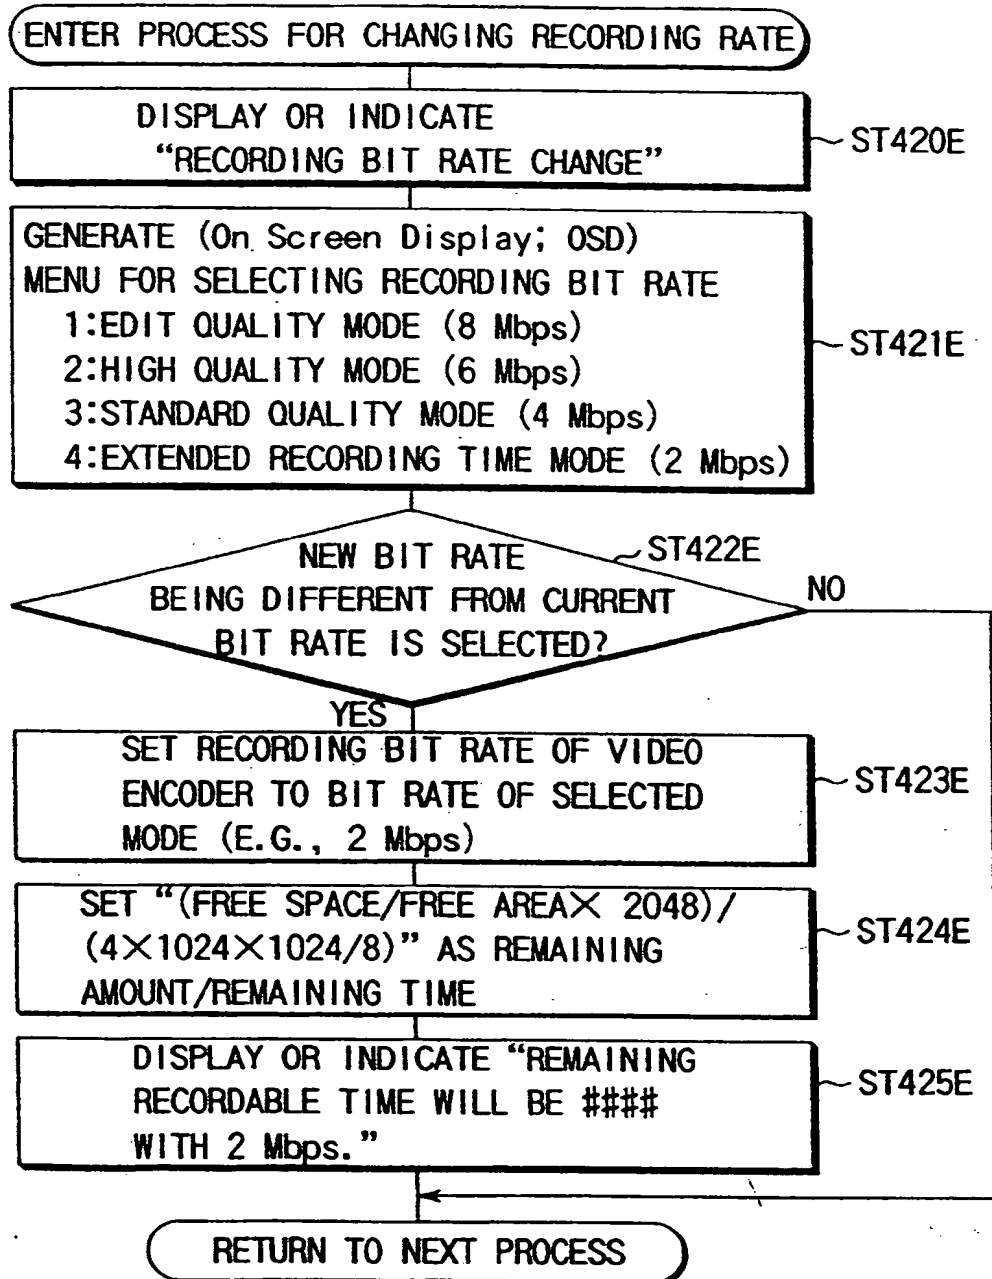 ENTER PROCESS FOR CHANGING RECORDING RATE
DISPLAY OR INDICATE
“RECORDING BIT RATE CHANGE”
ST420E
GENERATE (On Screen Display; OSD)
MENU FOR SELECTING RECORDING BIT RATE
1:EDIT QUALITY MODE (8 Mbps)
2:HIGH QUALITY MODE (6 Mbps)
3:STANDARD QUALITY MODE (4 Mbps)
4:EXTENDED RECORDING TIME MODE (2 Mbps)
ST421E
NEW BIT RATE
BEING DIFFERENT FROM CURRENT
BIT RATE IS SELECTED?
ST422E
NO
YES
SET RECORDING BIT RATE OF VIDEO
ENCODER TO BIT RATE OF SELECTED
MODE (E.G., 2 Mbps)
ST423E
SET “(FREE SPACE/FREE AREA× 2048)/
(4×1024×1024/8)” AS REMAINING
AMOUNT/REMAINING TIME
ST424E
DISPLAY OR INDICATE “REMAINING
RECORDABLE TIME WILL BE ####
WITH 2 Mbps.”
ST425E
RETURN TO NEXT PROCESS